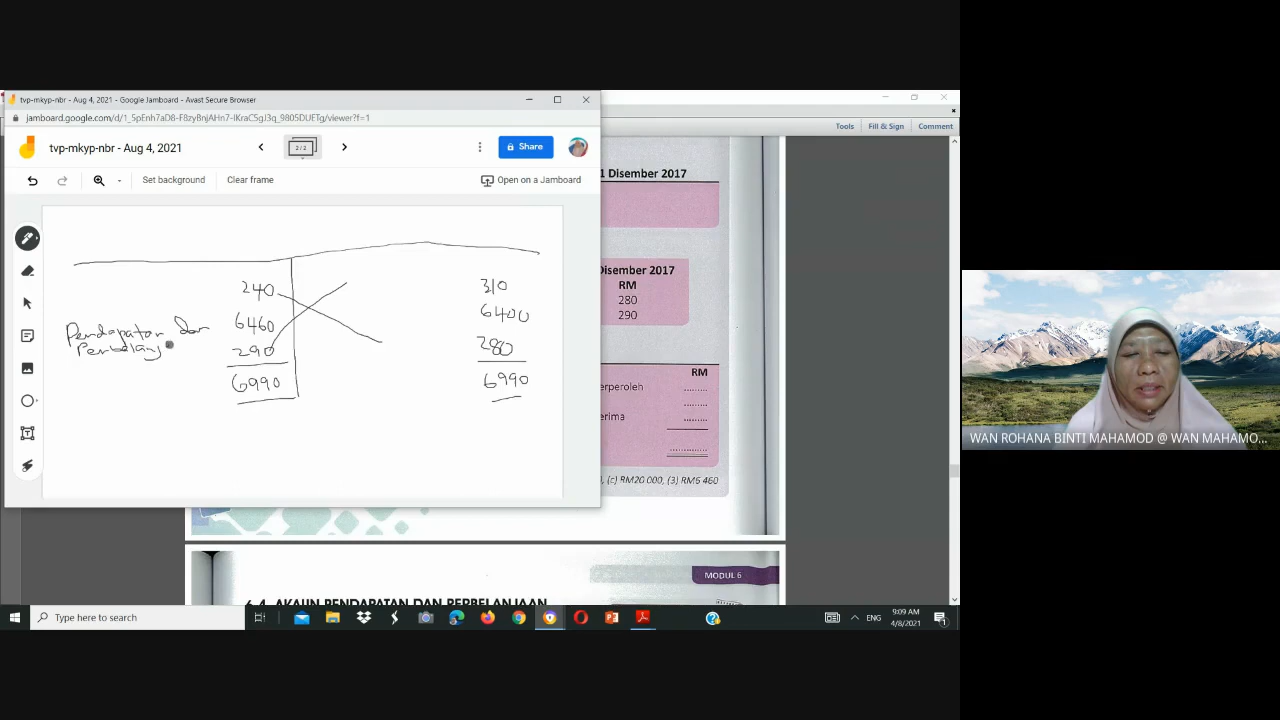 tvp-mkyp-nbr - Aug 4, 2021 - Google Jamboard - Avast Secure Browser
jamboard.google.com/d/1_5pEnh7aD8-F8zyBnjAHn7-IKraC5gJ3q_9805DUETg/viewer?f=1
tvp-mkyp-nbr - Aug 4, 2021
2/2
Share
Set background
Clear frame
Open on a Jamboard
240
6460
Pendapatan dan
Perbelanj
290
6990
310
6400
280
6990
Tools
Fill & Sign
Comment
1 Disember 2017
Disember 2017
RM
280
290
RM
erperoleh
..........
..........
erima
..........
..........
, (c) RM20 000, (3) RM6 460
MODUL 6
6.4 AKAUN PENDAPATAN DAN PERBELANJAAN
WAN ROHANA BINTI MAHAMOD @ WAN MAHAMO...
Type here to search
ENG
9:09 AM
4/8/2021